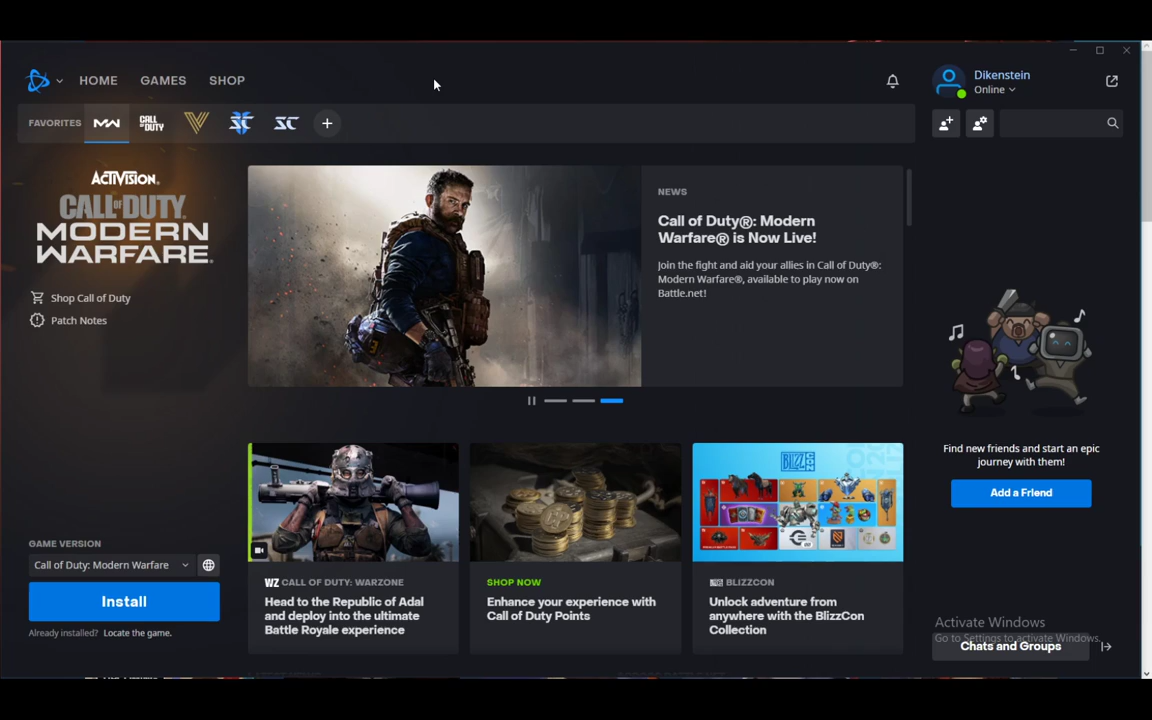 HOME GAMES SHOP
Dikenstein
Online
FAVORITES
MW
CALL OF DUTY
SC
ACTIVISION
CALL OF DUTY
MODERN
WARFARE
Shop Call of Duty
Patch Notes
NEWS
Call of Duty®: Modern
Warfare® is Now Live!
Join the fight and aid your allies in Call of Duty®:
Modern Warfare®, available to play now on
Battle.net!
Find new friends and start an epic
journey with them!
Add a Friend
BLIZZ
GAME VERSION
Call of Duty: Modern Warfare
Install
Already installed? Locate the game.
WZ CALL OF DUTY: WARZONE
Head to the Republic of Adal
and deploy into the ultimate
Battle Royale experience
SHOP NOW
Enhance your experience with
Call of Duty Points
BLIZZCON
Unlock adventure from
anywhere with the BlizzCon
Collection
Activate Windows
Go to Settings to activate Windows.
Chats and Groups